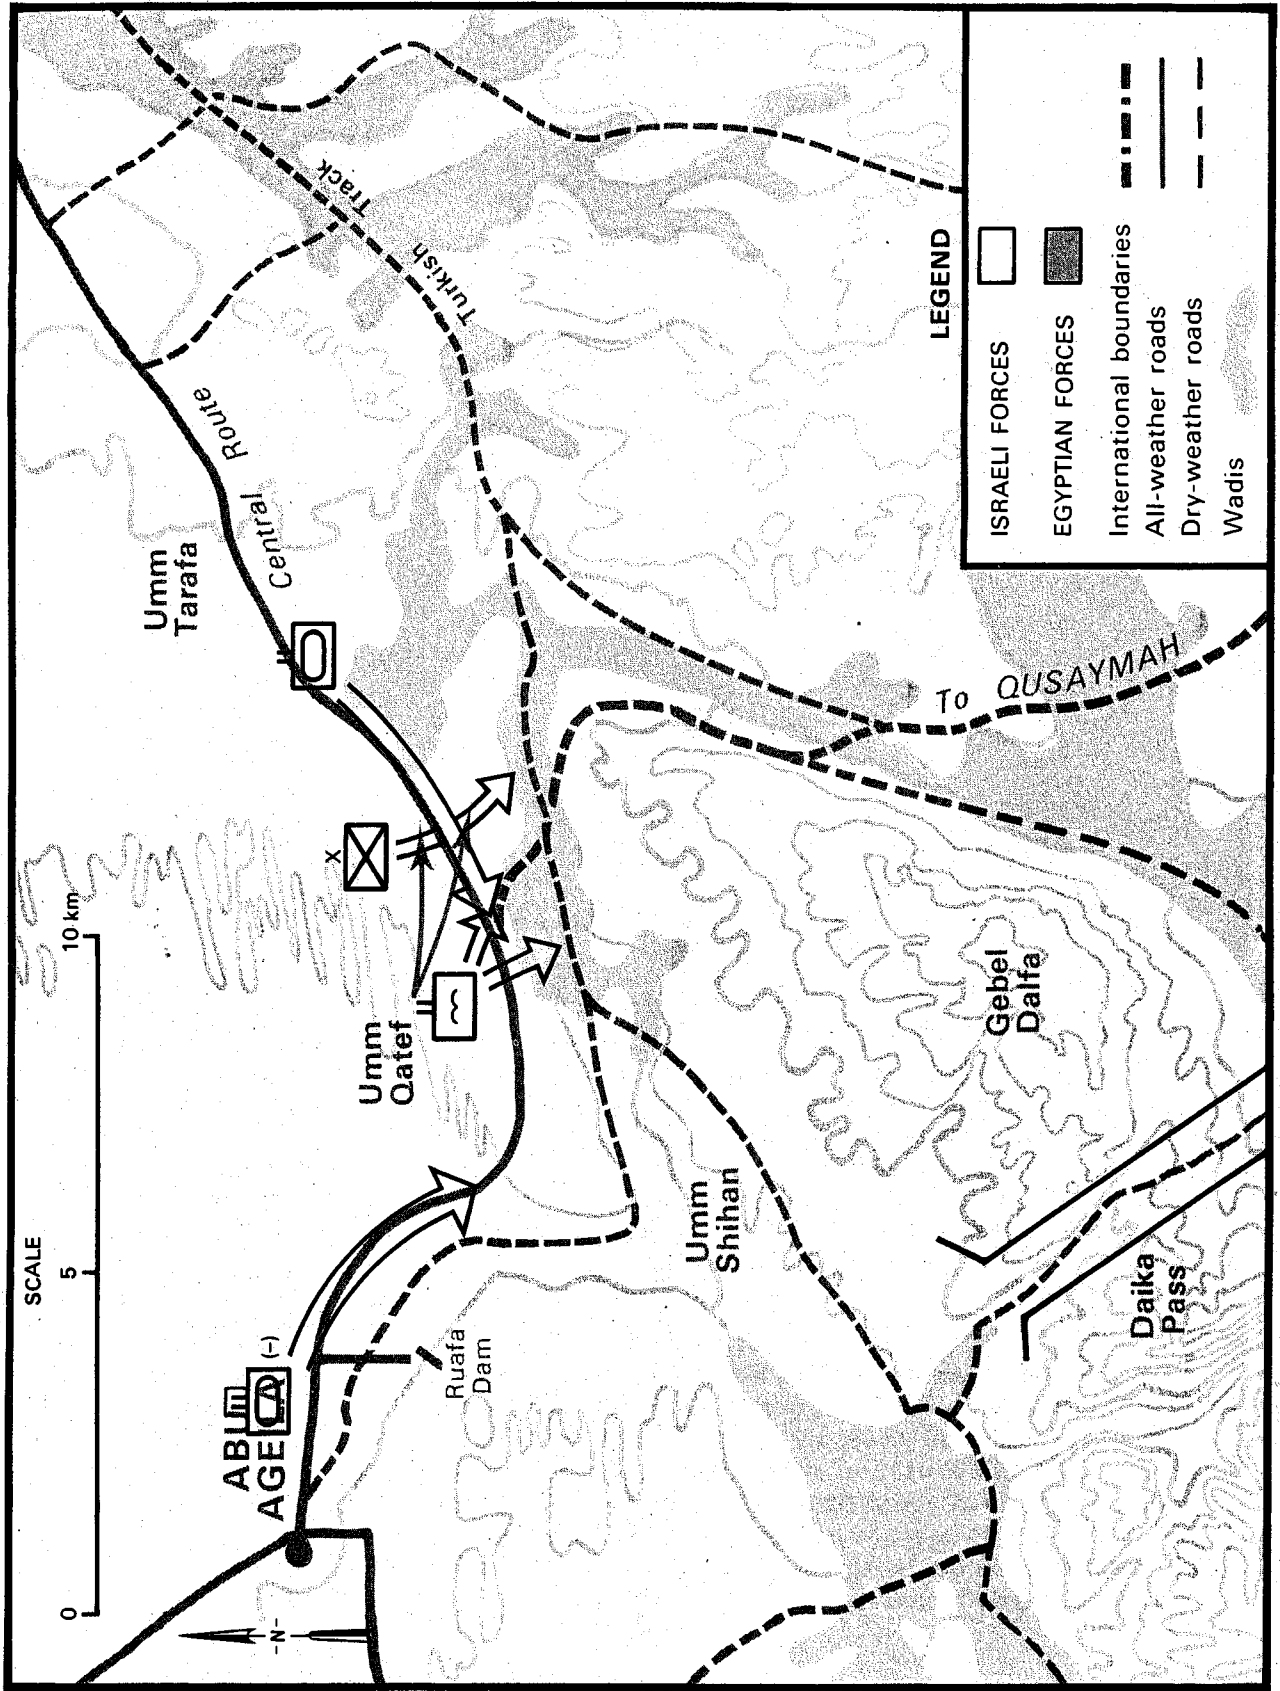 SCALE
0
5
10 km
-N-
ABU
AGE
(-)
Ruafa
Dam
Umm
Qatef
X
Umm
Tarafa
Central Route
Turkish Track
Umm
Shihan
Gebel
Dalfa
Daika
Pass
To QUSAYMAH
LEGEND
ISRAELI FORCES
EGYPTIAN FORCES
International boundaries
All-weather roads
Dry-weather roads
Wadis